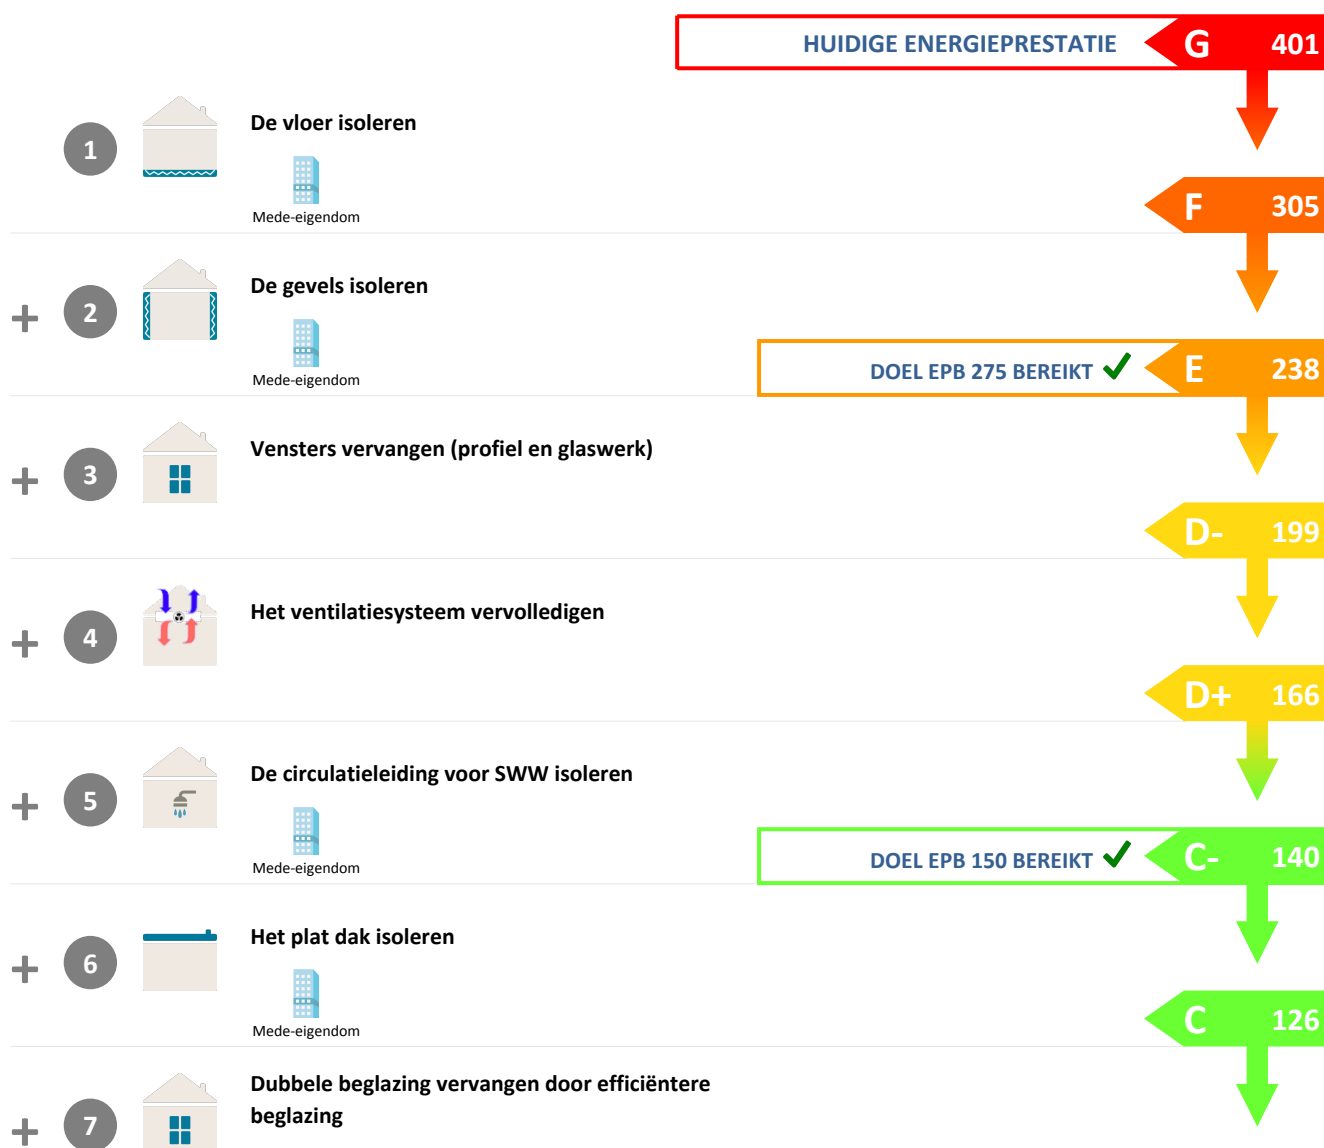 HUIDIGE ENERGIEPRESTATIE G 401
1 De vloer isoleren
Mede-eigendom
F 305
+ 2 De gevels isoleren
Mede-eigendom
DOEL EPB 275 BEREIKT ✓ E 238
+ 3 Vensters vervangen (profiel en glaswerk)
D- 199
+ 4 Het ventilatiesysteem vervolledigen
D+ 166
+ 5 De circulatieleiding voor SWW isoleren
Mede-eigendom
DOEL EPB 150 BEREIKT ✓ C- 140
+ 6 Het plat dak isoleren
Mede-eigendom
C 126
+ 7 Dubbele beglazing vervangen door efficiëntere
beglazing